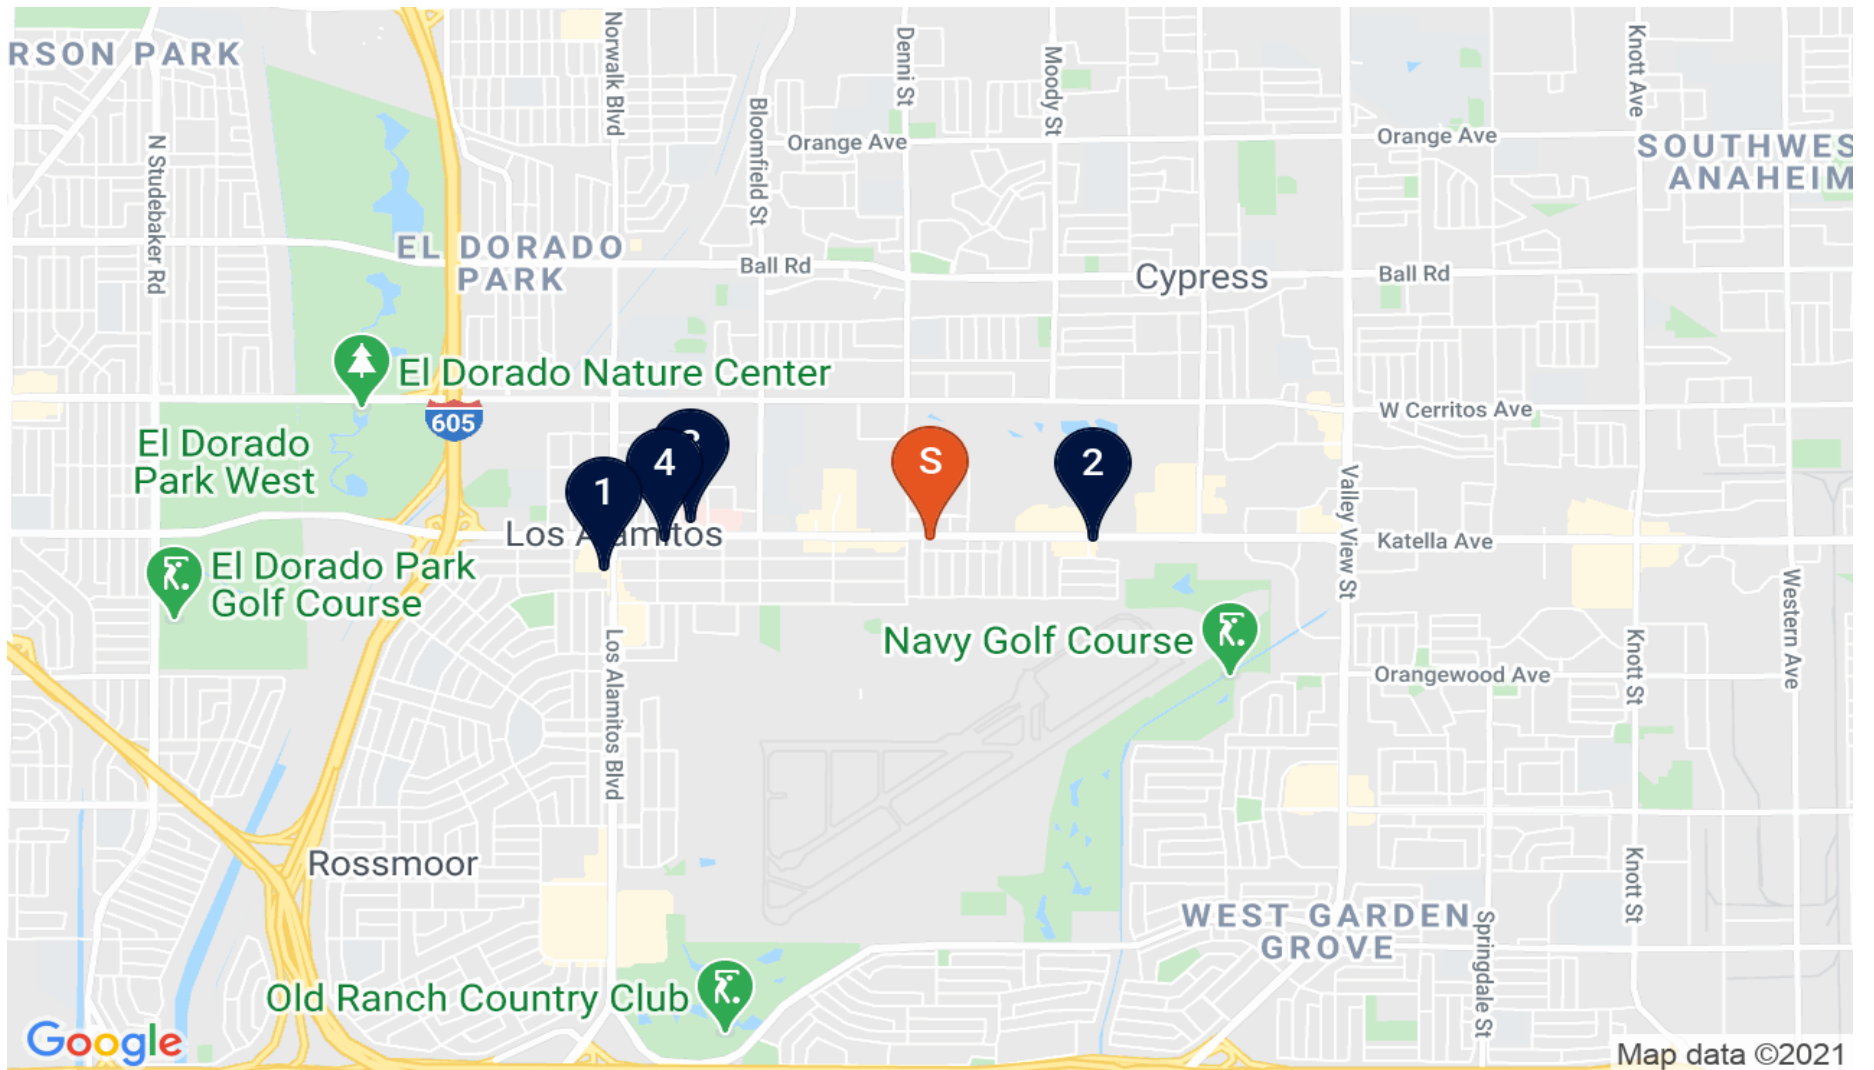 RSON PARK
Norwalk Blvd
Denni St
Moody St
Knott Ave
Bloomfield St
Orange Ave
Orange Ave
N Studebaker Rd
SOUTHWES
ANAHEIM
EL DORADO
PARK
Ball Rd
Cypress
Ball Rd
El Dorado Nature Center
605
W Cerritos Ave
El Dorado
Park West
4
S
2
1
Valley View St
Los Alamitos
Katella Ave
El Dorado Park
Golf Course
Western Ave
Navy Golf Course
Los Alamitos Blvd
Knott St
Orangewood Ave
Rossmoor
Knott St
WEST GARDEN
GROVE
Springdale St
Old Ranch Country Club
Google
Map data ©2021